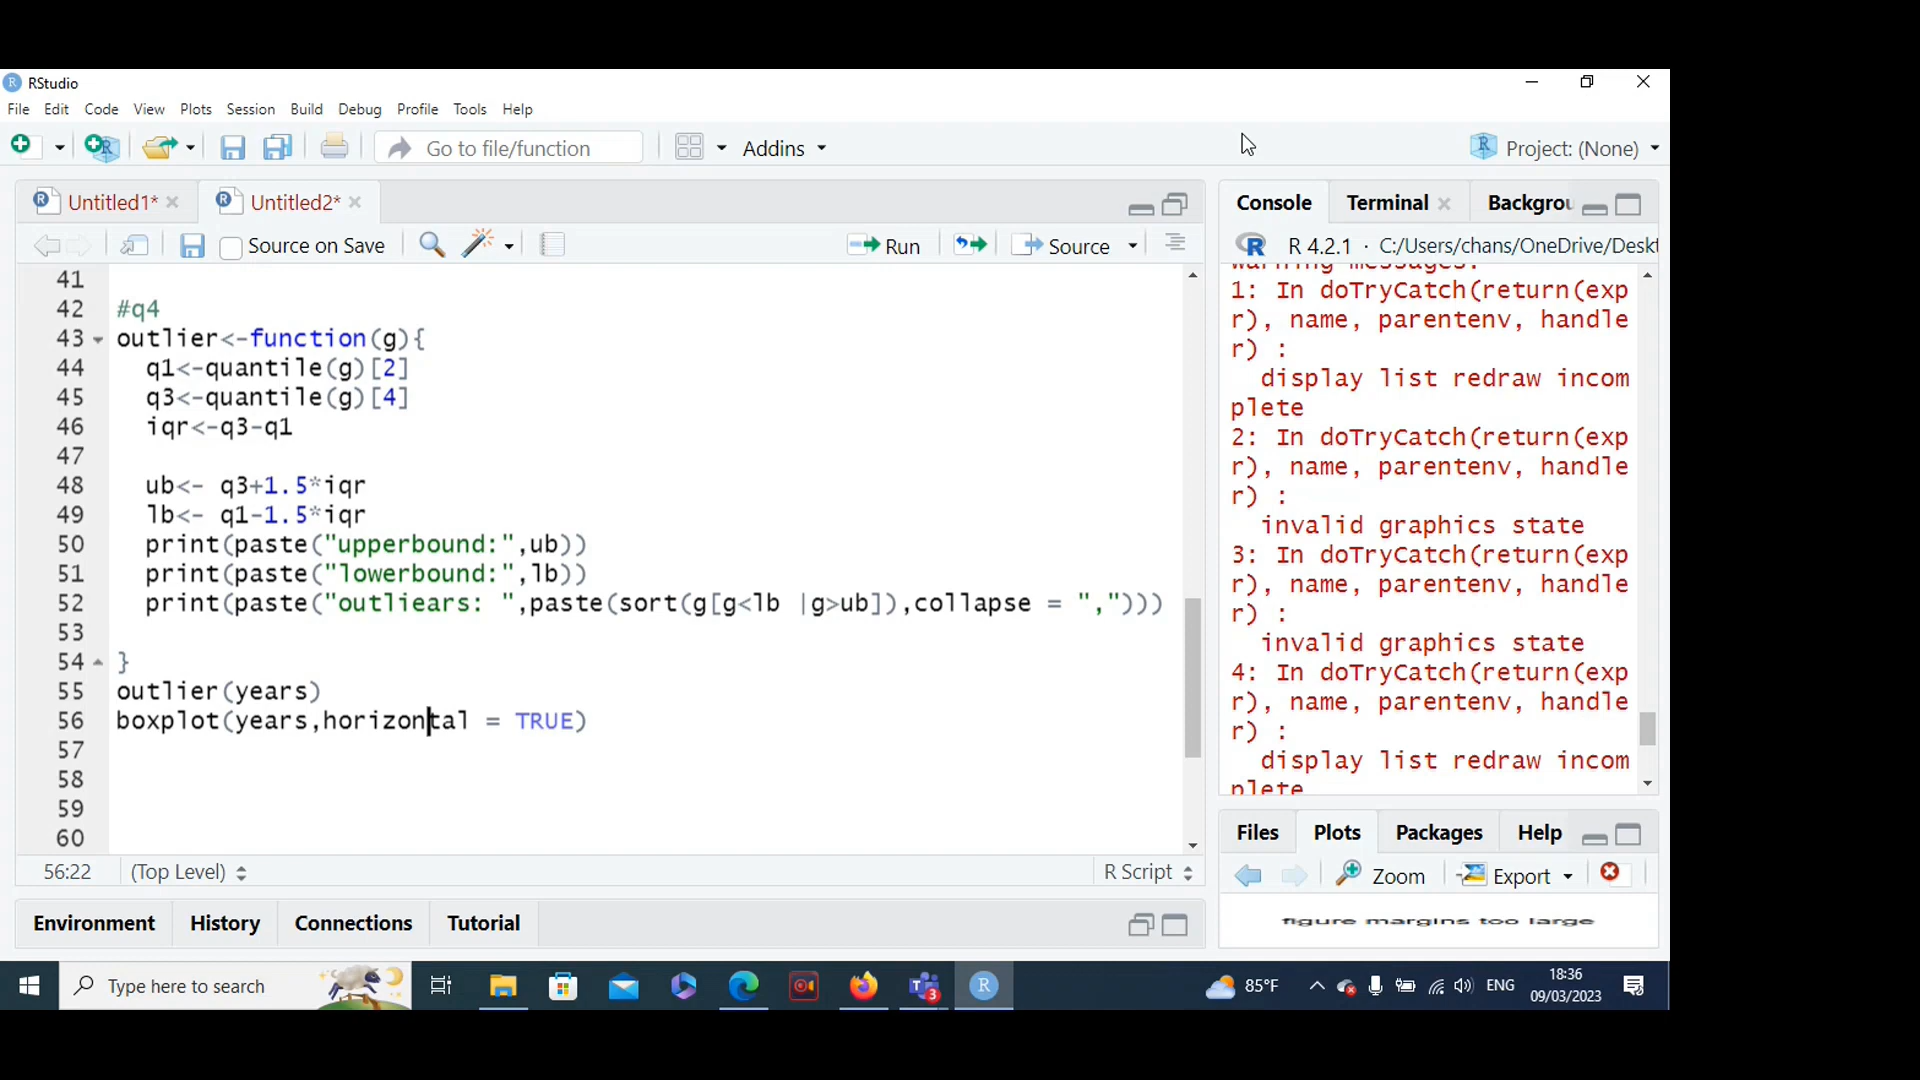 RStudio
File Edit Code View Plots Session Build Debug Profile Tools Help
Go to file/function Addins Project: (None)
Untitled1* Untitled2*
Source on Save Run Source
41
42 #q4
43 outlier<-function(g){
44 q1<-quantile(g)[2]
45 q3<-quantile(g)[4]
46 iqr<-q3-q1
47
48 ub<- q3+1.5*iqr
49 lb<- q1-1.5*iqr
50 print(paste("upperbound:",ub))
51 print(paste("lowerbound:",lb))
52 print(paste("outliears: ",paste(sort(g[g<lb |g>ub]),collapse = ",")))
53
54 }
55 outlier(years)
56 boxplot(years,horizontal = TRUE)
57
58
59
60
56:22 (Top Level) R Script
Environment History Connections Tutorial
Console Terminal Backgrou
R 4.2.1 · C:/Users/chans/OneDrive/Deskt
warning messages:
1: In doTryCatch(return(exp
r), name, parentenv, handle
r) :
display list redraw incom
plete
2: In doTryCatch(return(exp
r), name, parentenv, handle
r) :
invalid graphics state
3: In doTryCatch(return(exp
r), name, parentenv, handle
r) :
invalid graphics state
4: In doTryCatch(return(exp
r), name, parentenv, handle
r) :
display list redraw incom
plete
Files Plots Packages Help
Zoom Export
figure margins too large
Type here to search
3
85°F ENG
18:36
09/03/2023